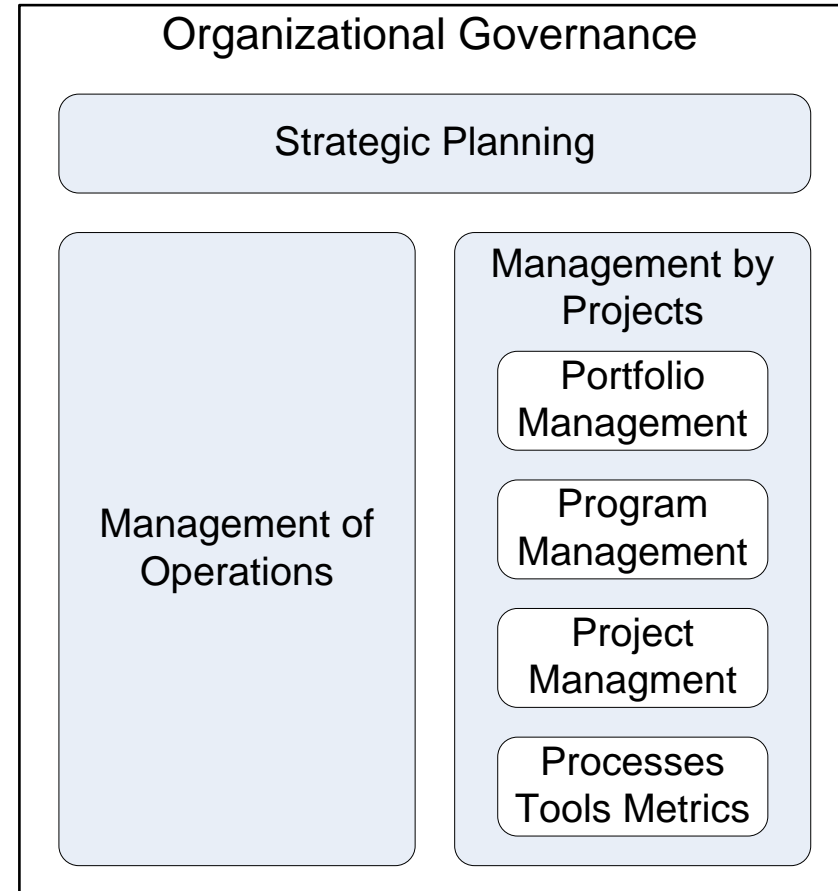 Organizational Governance
Strategic Planning
Management of
Operations
Management by
Projects
Portfolio
Management
Program
Management
Project
Managment
Processes
Tools Metrics